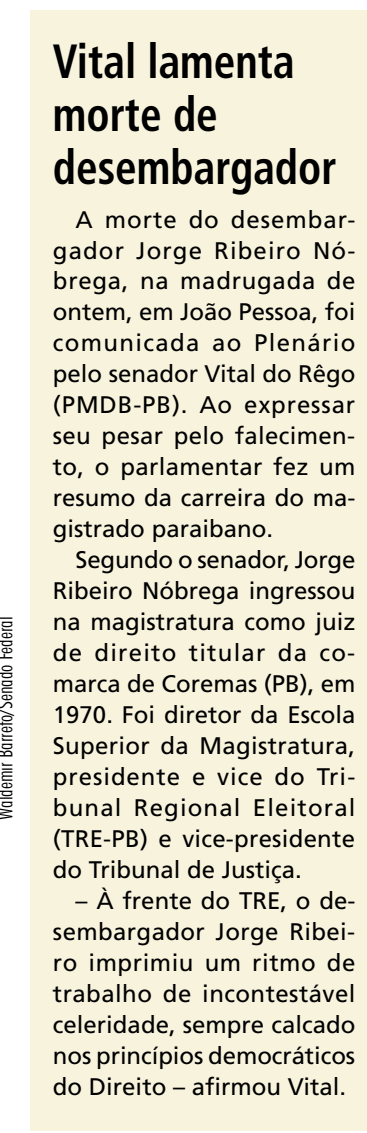 Vital lamenta
morte de
desembargador
A morte do desembar-
gador Jorge Ribeiro Nó-
brega, na madrugada de
ontem, em João Pessoa, foi
comunicada ao Plenário
pelo senador Vital do Rêgo
(PMDB-PB). Ao expressar
seu pesar pelo falecimen-
to, o parlamentar fez um
resumo da carreira do ma-
gistrado paraibano.
Segundo o senador, Jorge
Ribeiro Nóbrega ingressou
na magistratura como juiz
de direito titular da co-
marca de Coremas (PB), em
1970. Foi diretor da Escola
Superior da Magistratura,
presidente e vice do Tri-
bunal Regional Eleitoral
(TRE-PB) e vice-presidente
do Tribunal de Justiça.
– À frente do TRE, o de-
sembargador Jorge Ribei-
ro imprimiu um ritmo de
trabalho de incontestável
celeridade, sempre calcado
nos princípios democráticos
do Direito – afirmou Vital.
Waldemir Barreto/Senado Federal